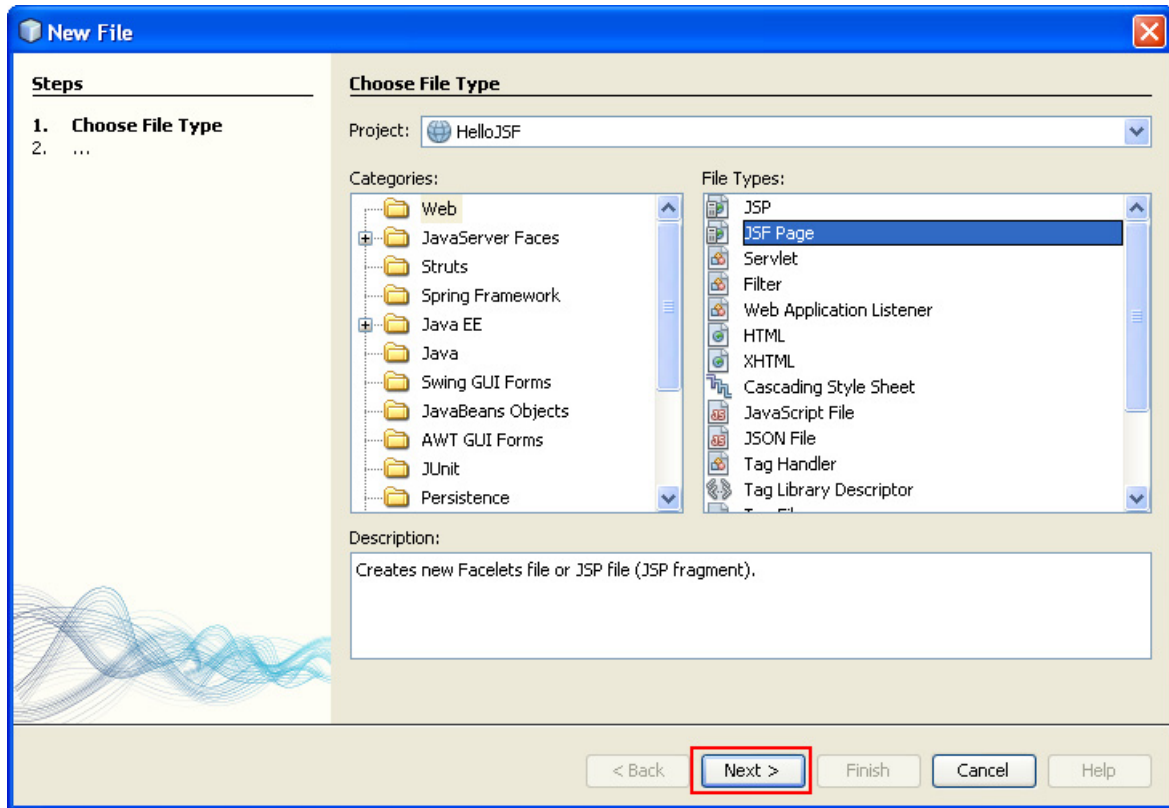 New File
Steps
1. Choose File Type
2. ...
Choose File Type
Project: HelloJSF
Categories:
Web
JavaServer Faces
Struts
Spring Framework
Java EE
Java
Swing GUI Forms
JavaBeans Objects
AWT GUI Forms
JUnit
Persistence
File Types:
JSP
JSF Page
Servlet
Filter
Web Application Listener
HTML
XHTML
Cascading Style Sheet
JavaScript File
JSON File
Tag Handler
Tag Library Descriptor
Description:
Creates new Facelets file or JSP file (JSP fragment).
< Back
Next >
Finish
Cancel
Help